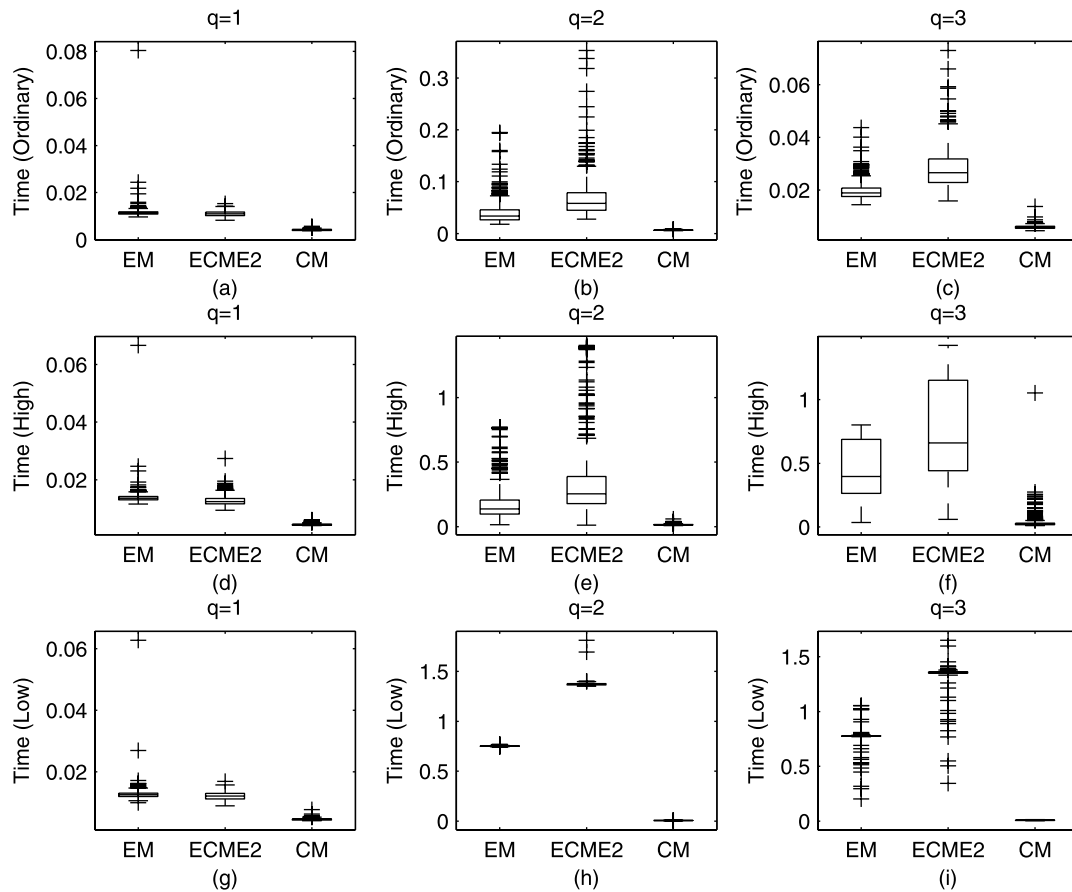 q=1
Time (Ordinary)
0.08
0.06
0.04
0.02
0
EM ECME2 CM
(a)
q=2
Time (Ordinary)
0.3
0.2
0.1
0
EM ECME2 CM
(b)
q=3
Time (Ordinary)
0.06
0.04
0.02
EM ECME2 CM
(c)
q=1
Time (High)
0.06
0.04
0.02
EM ECME2 CM
(d)
q=2
Time (High)
1
0.5
0
EM ECME2 CM
(e)
q=3
Time (High)
1
0.5
0
EM ECME2 CM
(f)
q=1
Time (Low)
0.06
0.04
0.02
EM ECME2 CM
(g)
q=2
Time (Low)
1.5
1
0.5
0
EM ECME2 CM
(h)
q=3
Time (Low)
1.5
1
0.5
0
EM ECME2 CM
(i)